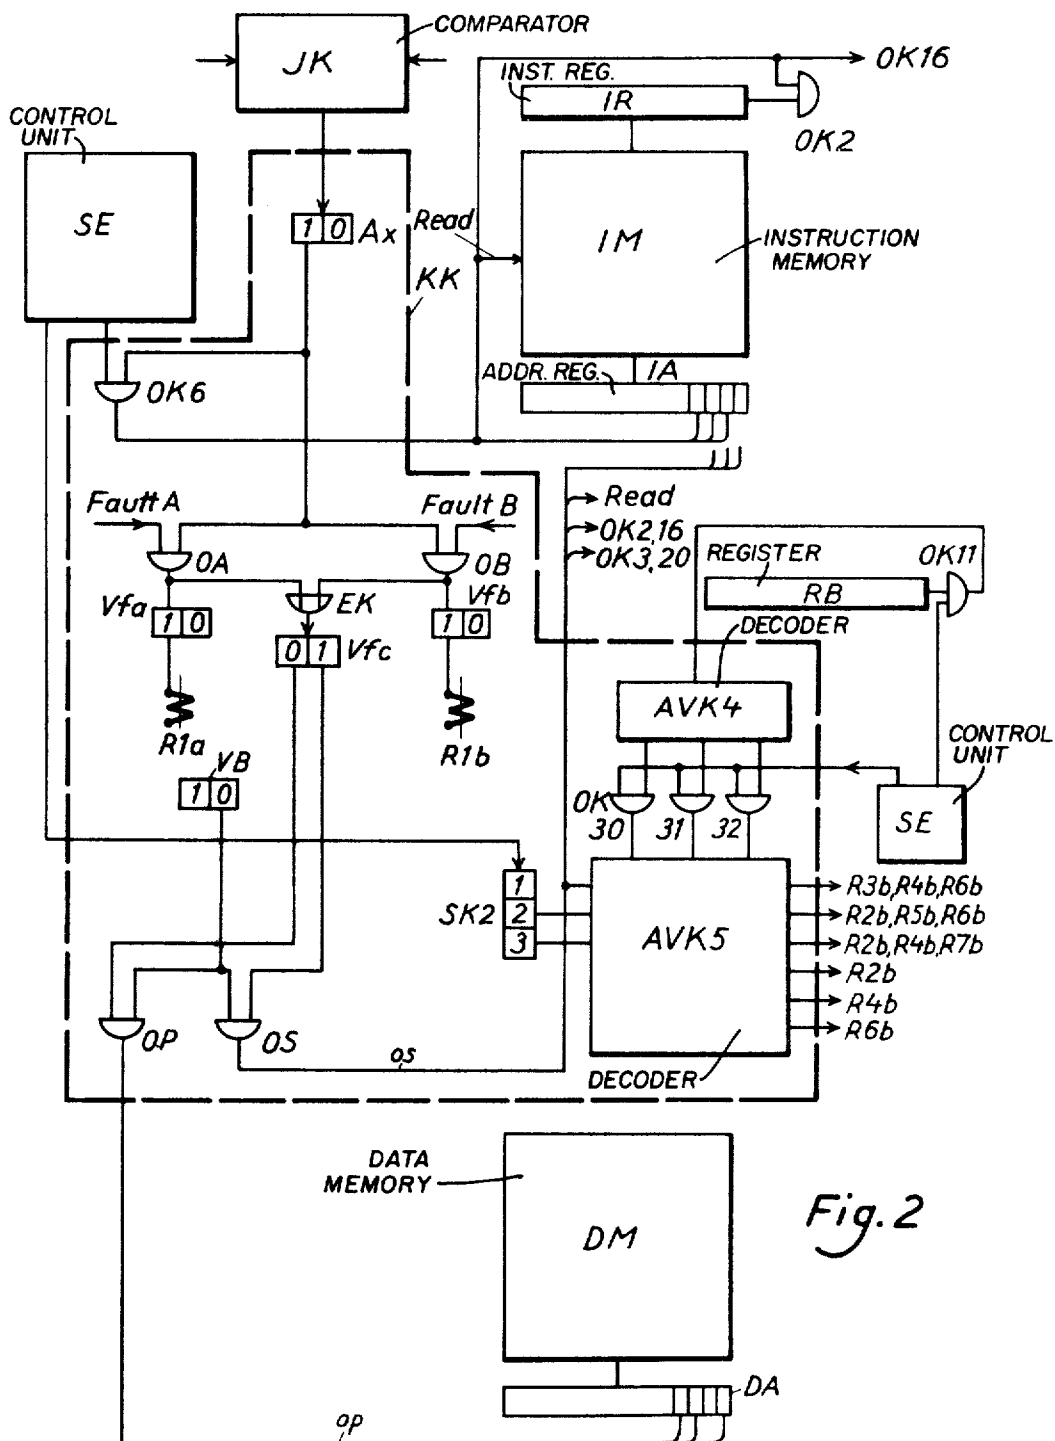 COMPARATOR
JK
OK16
INST. REG.
IR
CONTROL
UNIT
OK2
SE
1 0 Ax
Read
IM
INSTRUCTION
MEMORY
KK
ADDR. REG.
IA
OK6
Fault A
Fault B
Read
OK2,16
OK3,20
OA
OB
REGISTER
OK11
RB
Vfa
1 0
EK
Vfb
1 0
0 1 Vfc
DECODER
AVK4
R1a
R1b
CONTROL
UNIT
VB
1 0
OK
30 31 32
SE
SK2
1
2
3
AVK5
R3b,R4b,R6b
R2b,R5b,R6b
R2b,R4b,R7b
R2b
R4b
R6b
OP
OS
os
DECODER
DATA
MEMORY
DM
Fig. 2
DA
op